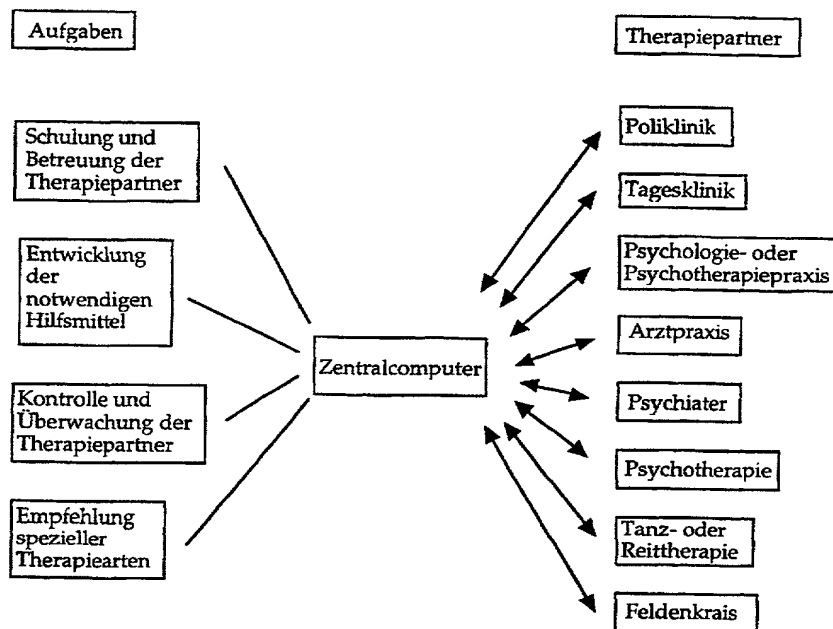 Aufgaben
Schulung und
Betreuung der
Therapiepartner
Entwicklung
der
notwendigen
Hilfsmittel
Kontrolle und
Überwachung der
Therapiepartner
Empfehlung
spezieller
Therapiearten
Zentralcomputer
Therapiepartner
Poliklinik
Tagesklinik
Psychologie- oder
Psychotherapiepraxis
Arztpraxis
Psychiater
Psychotherapie
Tanz- oder
Reittherapie
Feldenkrais